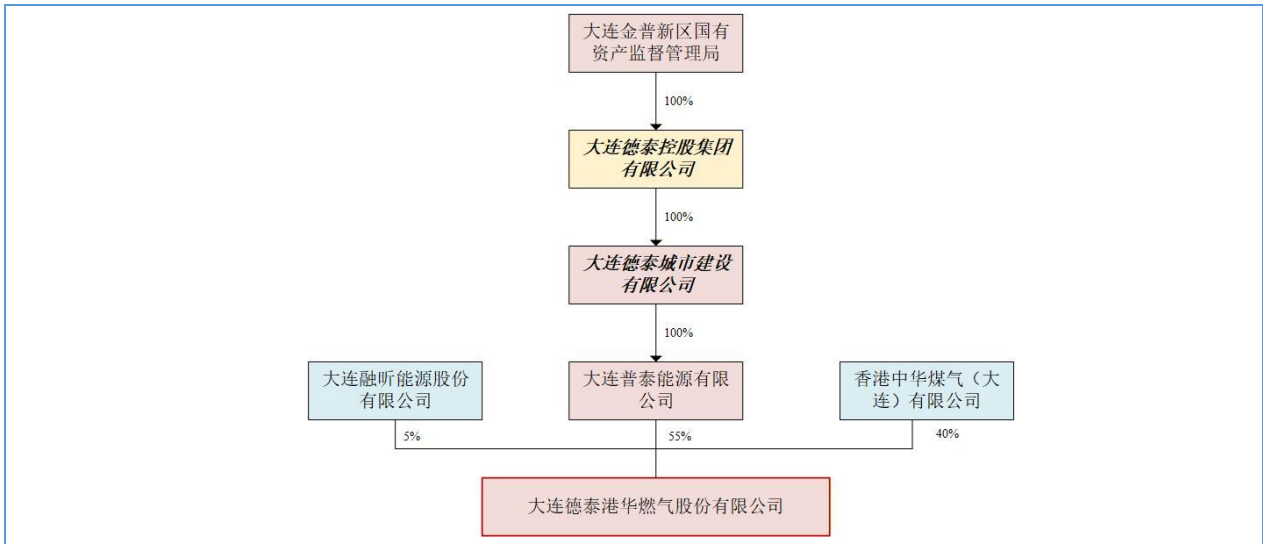 大连金普新区国有
资产监督管理局
100%
大连德泰控股集团
有限公司
100%
大连德泰城市建设
有限公司
100%
大连融昕能源股份
有限公司
大连普泰能源有限
公司
香港中华煤气（大
连）有限公司
5%
55%
40%
大连德泰港华燃气股份有限公司